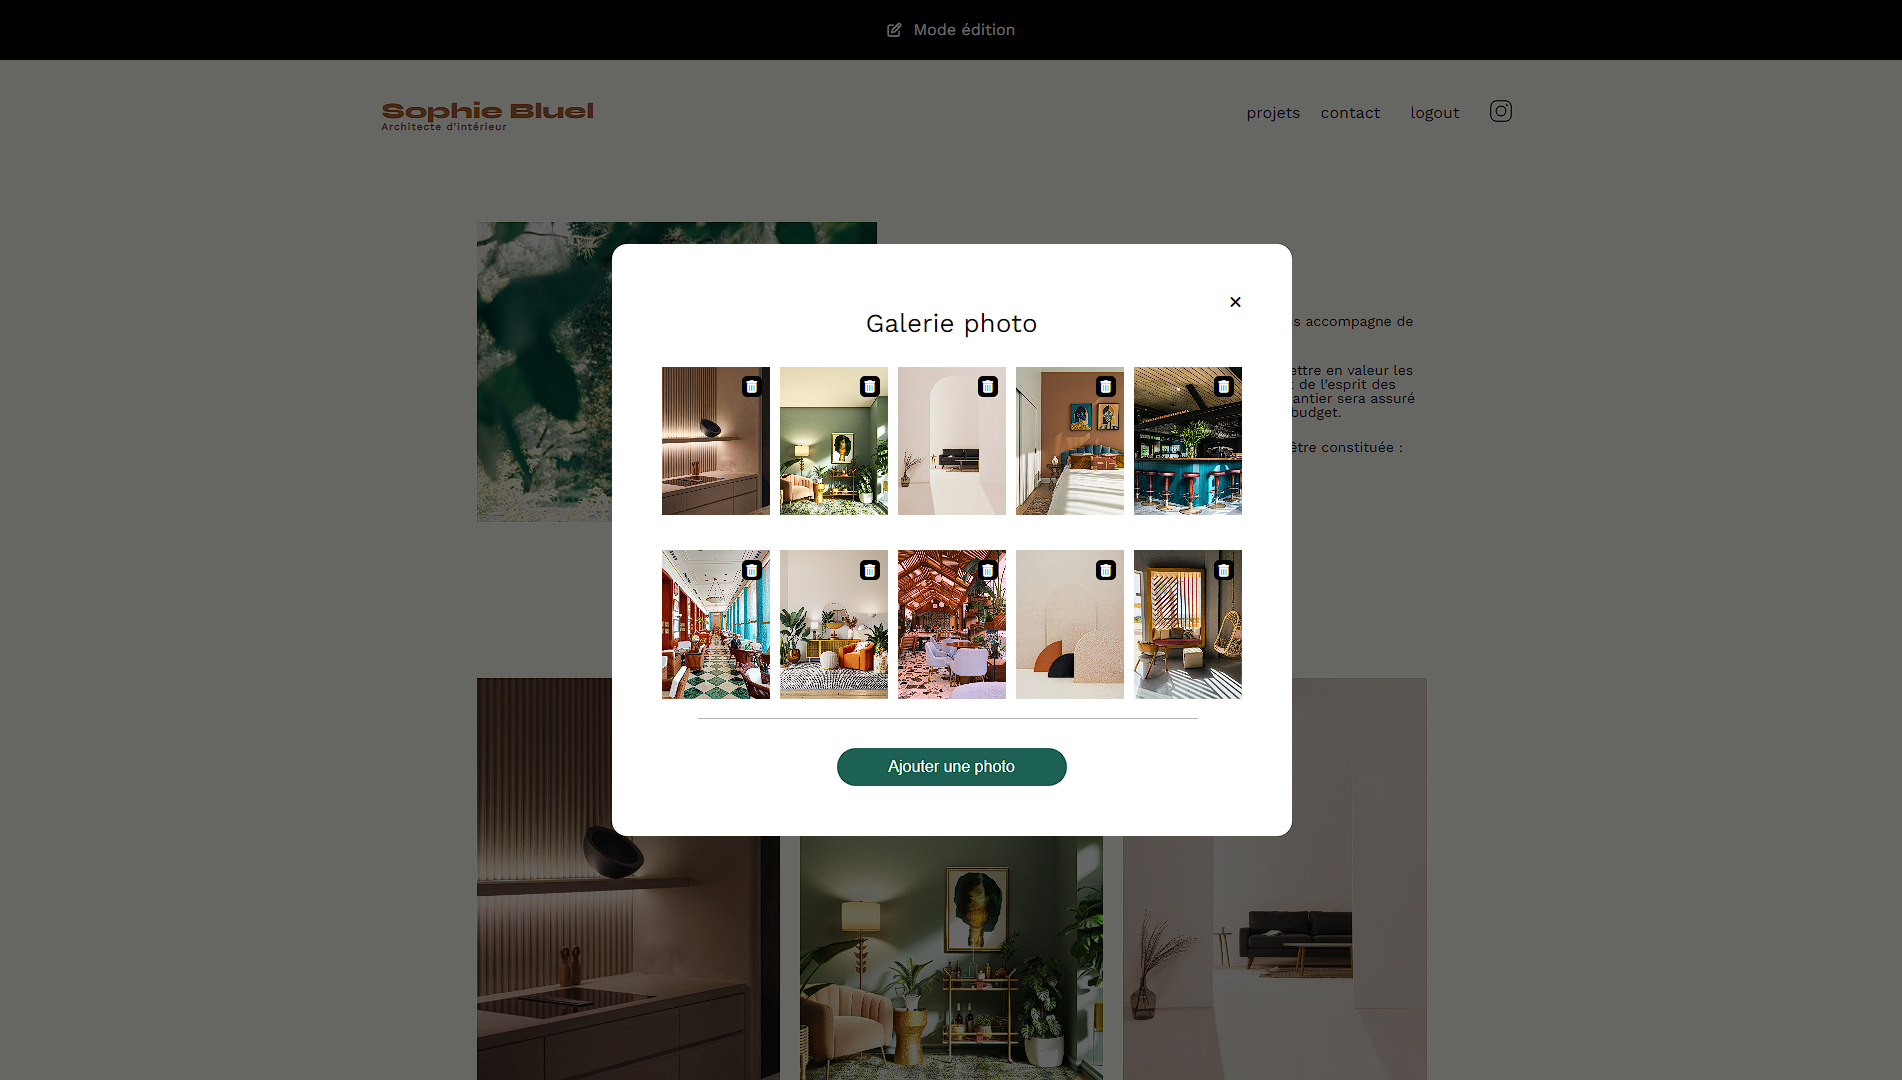 Mode édition
Sophie Bluel
Architecte d'intérieur
projets contact logout
s accompagne de
ettre en valeur les
de l'esprit des
antier sera assuré
budget.
être constituée :
Galerie photo
Ajouter une photo